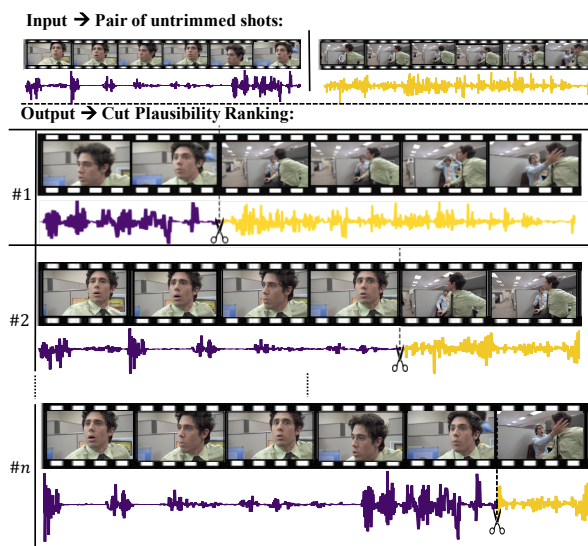 Input → Pair of untrimmed shots:
Output → Cut Plausibility Ranking:
#1
#2
#n